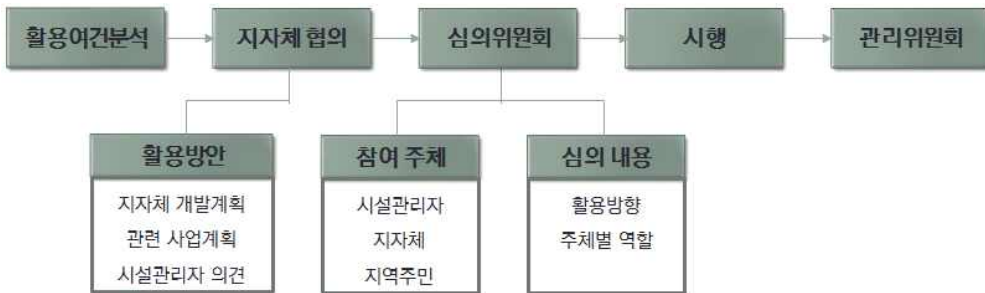 활용여건분석
지자체 협의
심의위원회
시행
관리위원회
활용방안
지자체 개발계획
관련 사업계획
시설관리자 의견
참여 주체
시설관리자
지자체
지역주민
심의 내용
활용방향
주체별 역할